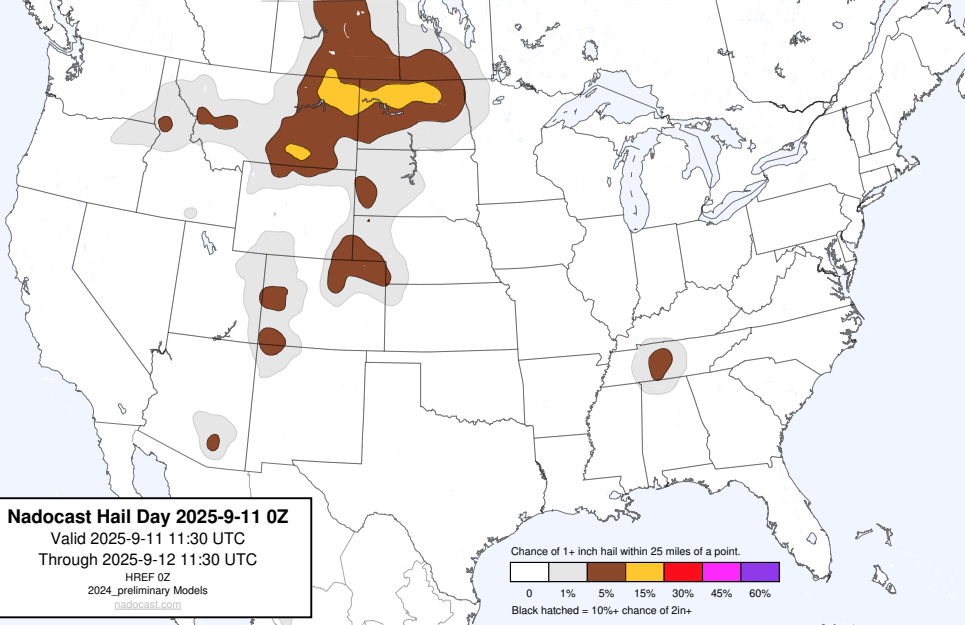 Nadocast Hail Day 2025-9-11 0Z
Valid 2025-9-11 11:30 UTC
Through 2025-9-12 11:30 UTC
HREF 0Z
2024_preliminary Models
nadocast.com
Chance of 1+ inch hail within 25 miles of a point.
0 1% 5% 15% 30% 45% 60%
Black hatched = 10%+ chance of 2in+